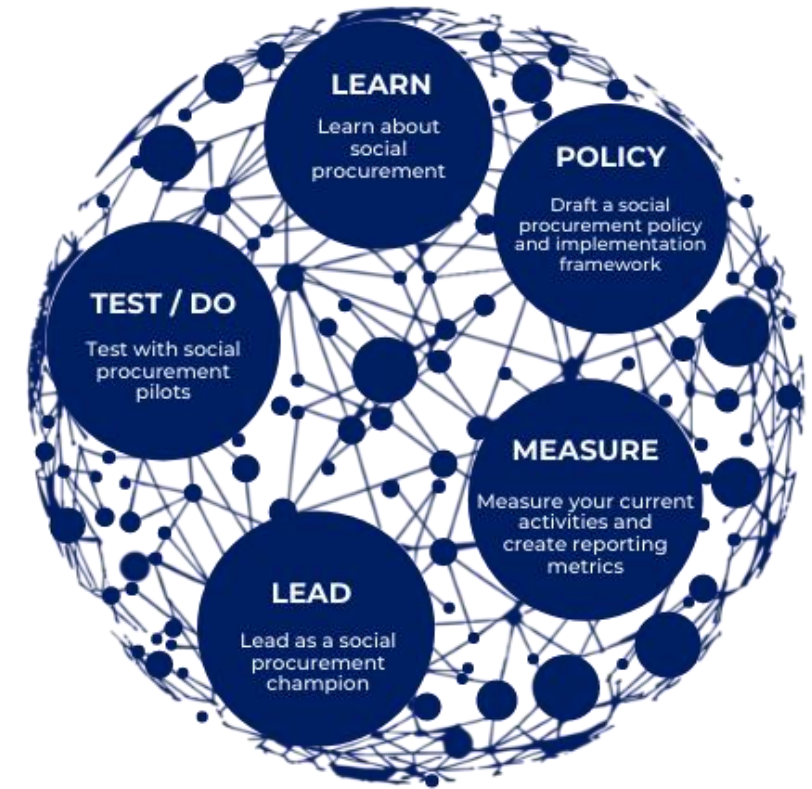 LEARN
Learn about
social
procurement
POLICY
Draft a social
procurement policy
and implementation
framework
TEST / DO
Test with social
procurement
pilots
MEASURE
Measure your current
activities and
create reporting
metrics
LEAD
Lead as a social
procurement
champion